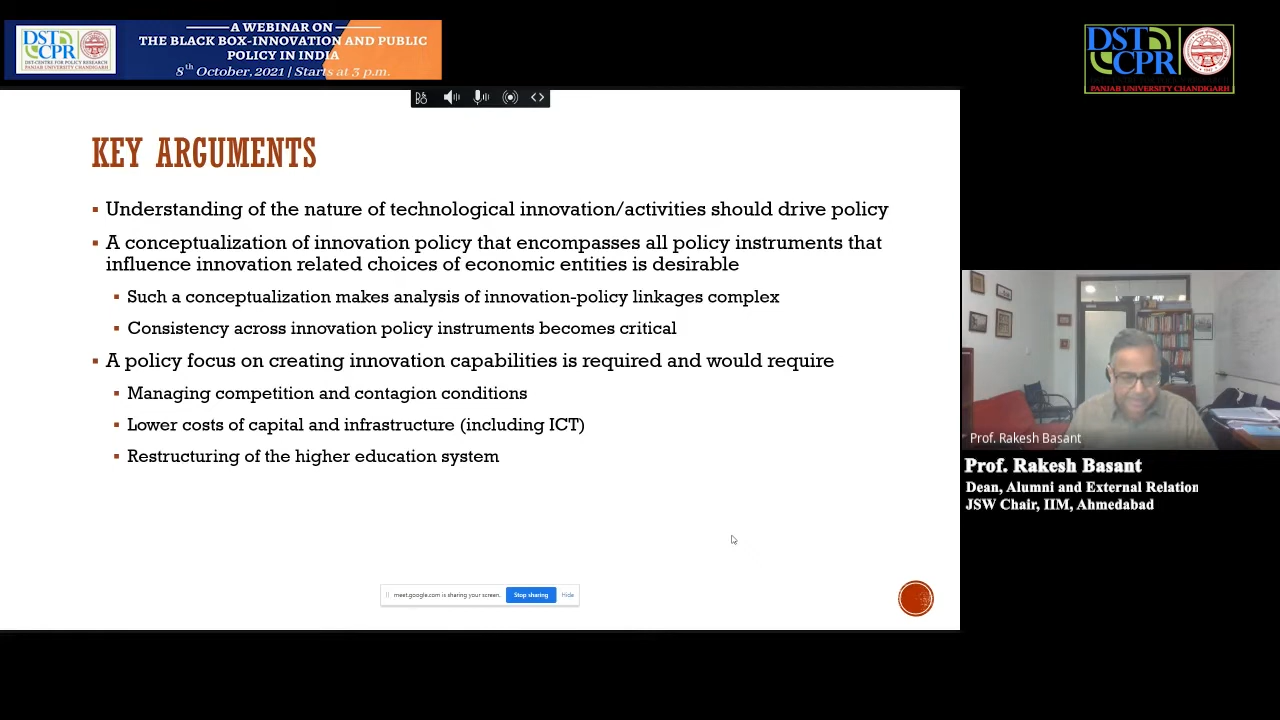 A WEBINAR ON
THE BLACK BOX-INNOVATION AND PUBLIC
POLICY IN INDIA
8th October, 2021 | Starts at 3 p.m.
DST
CPR
DST-CENTRE FOR POLICY RESEARCH
PANJAB UNIVERSITY CHANDIGARH
DST
CPR
PANJAB UNIVERSITY CHANDIGARH
KEY ARGUMENTS
▪ Understanding of the nature of technological innovation/activities should drive policy
▪ A conceptualization of innovation policy that encompasses all policy instruments that
influence innovation related choices of economic entities is desirable
▪ Such a conceptualization makes analysis of innovation-policy linkages complex
▪ Consistency across innovation policy instruments becomes critical
▪ A policy focus on creating innovation capabilities is required and would require
▪ Managing competition and contagion conditions
▪ Lower costs of capital and infrastructure (including ICT)
▪ Restructuring of the higher education system
meet.google.com is sharing your screen.
Stop sharing
Hide
Prof. Rakesh Basant
Prof. Rakesh Basant
Dean, Alumni and External Relation
JSW Chair, IIM, Ahmedabad